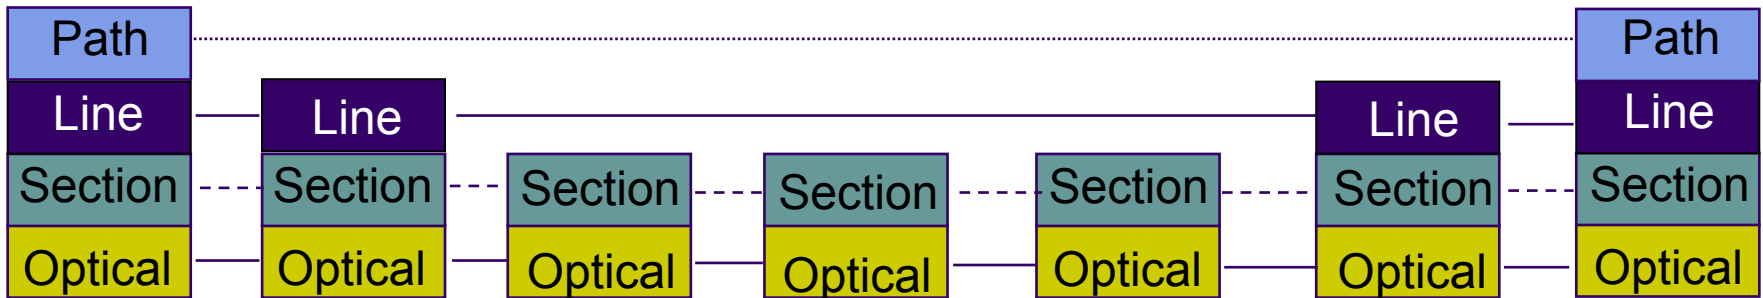 Path Path
Line Line Line Line
Section Section Section Section Section Section Section
Optical Optical Optical Optical Optical Optical Optical